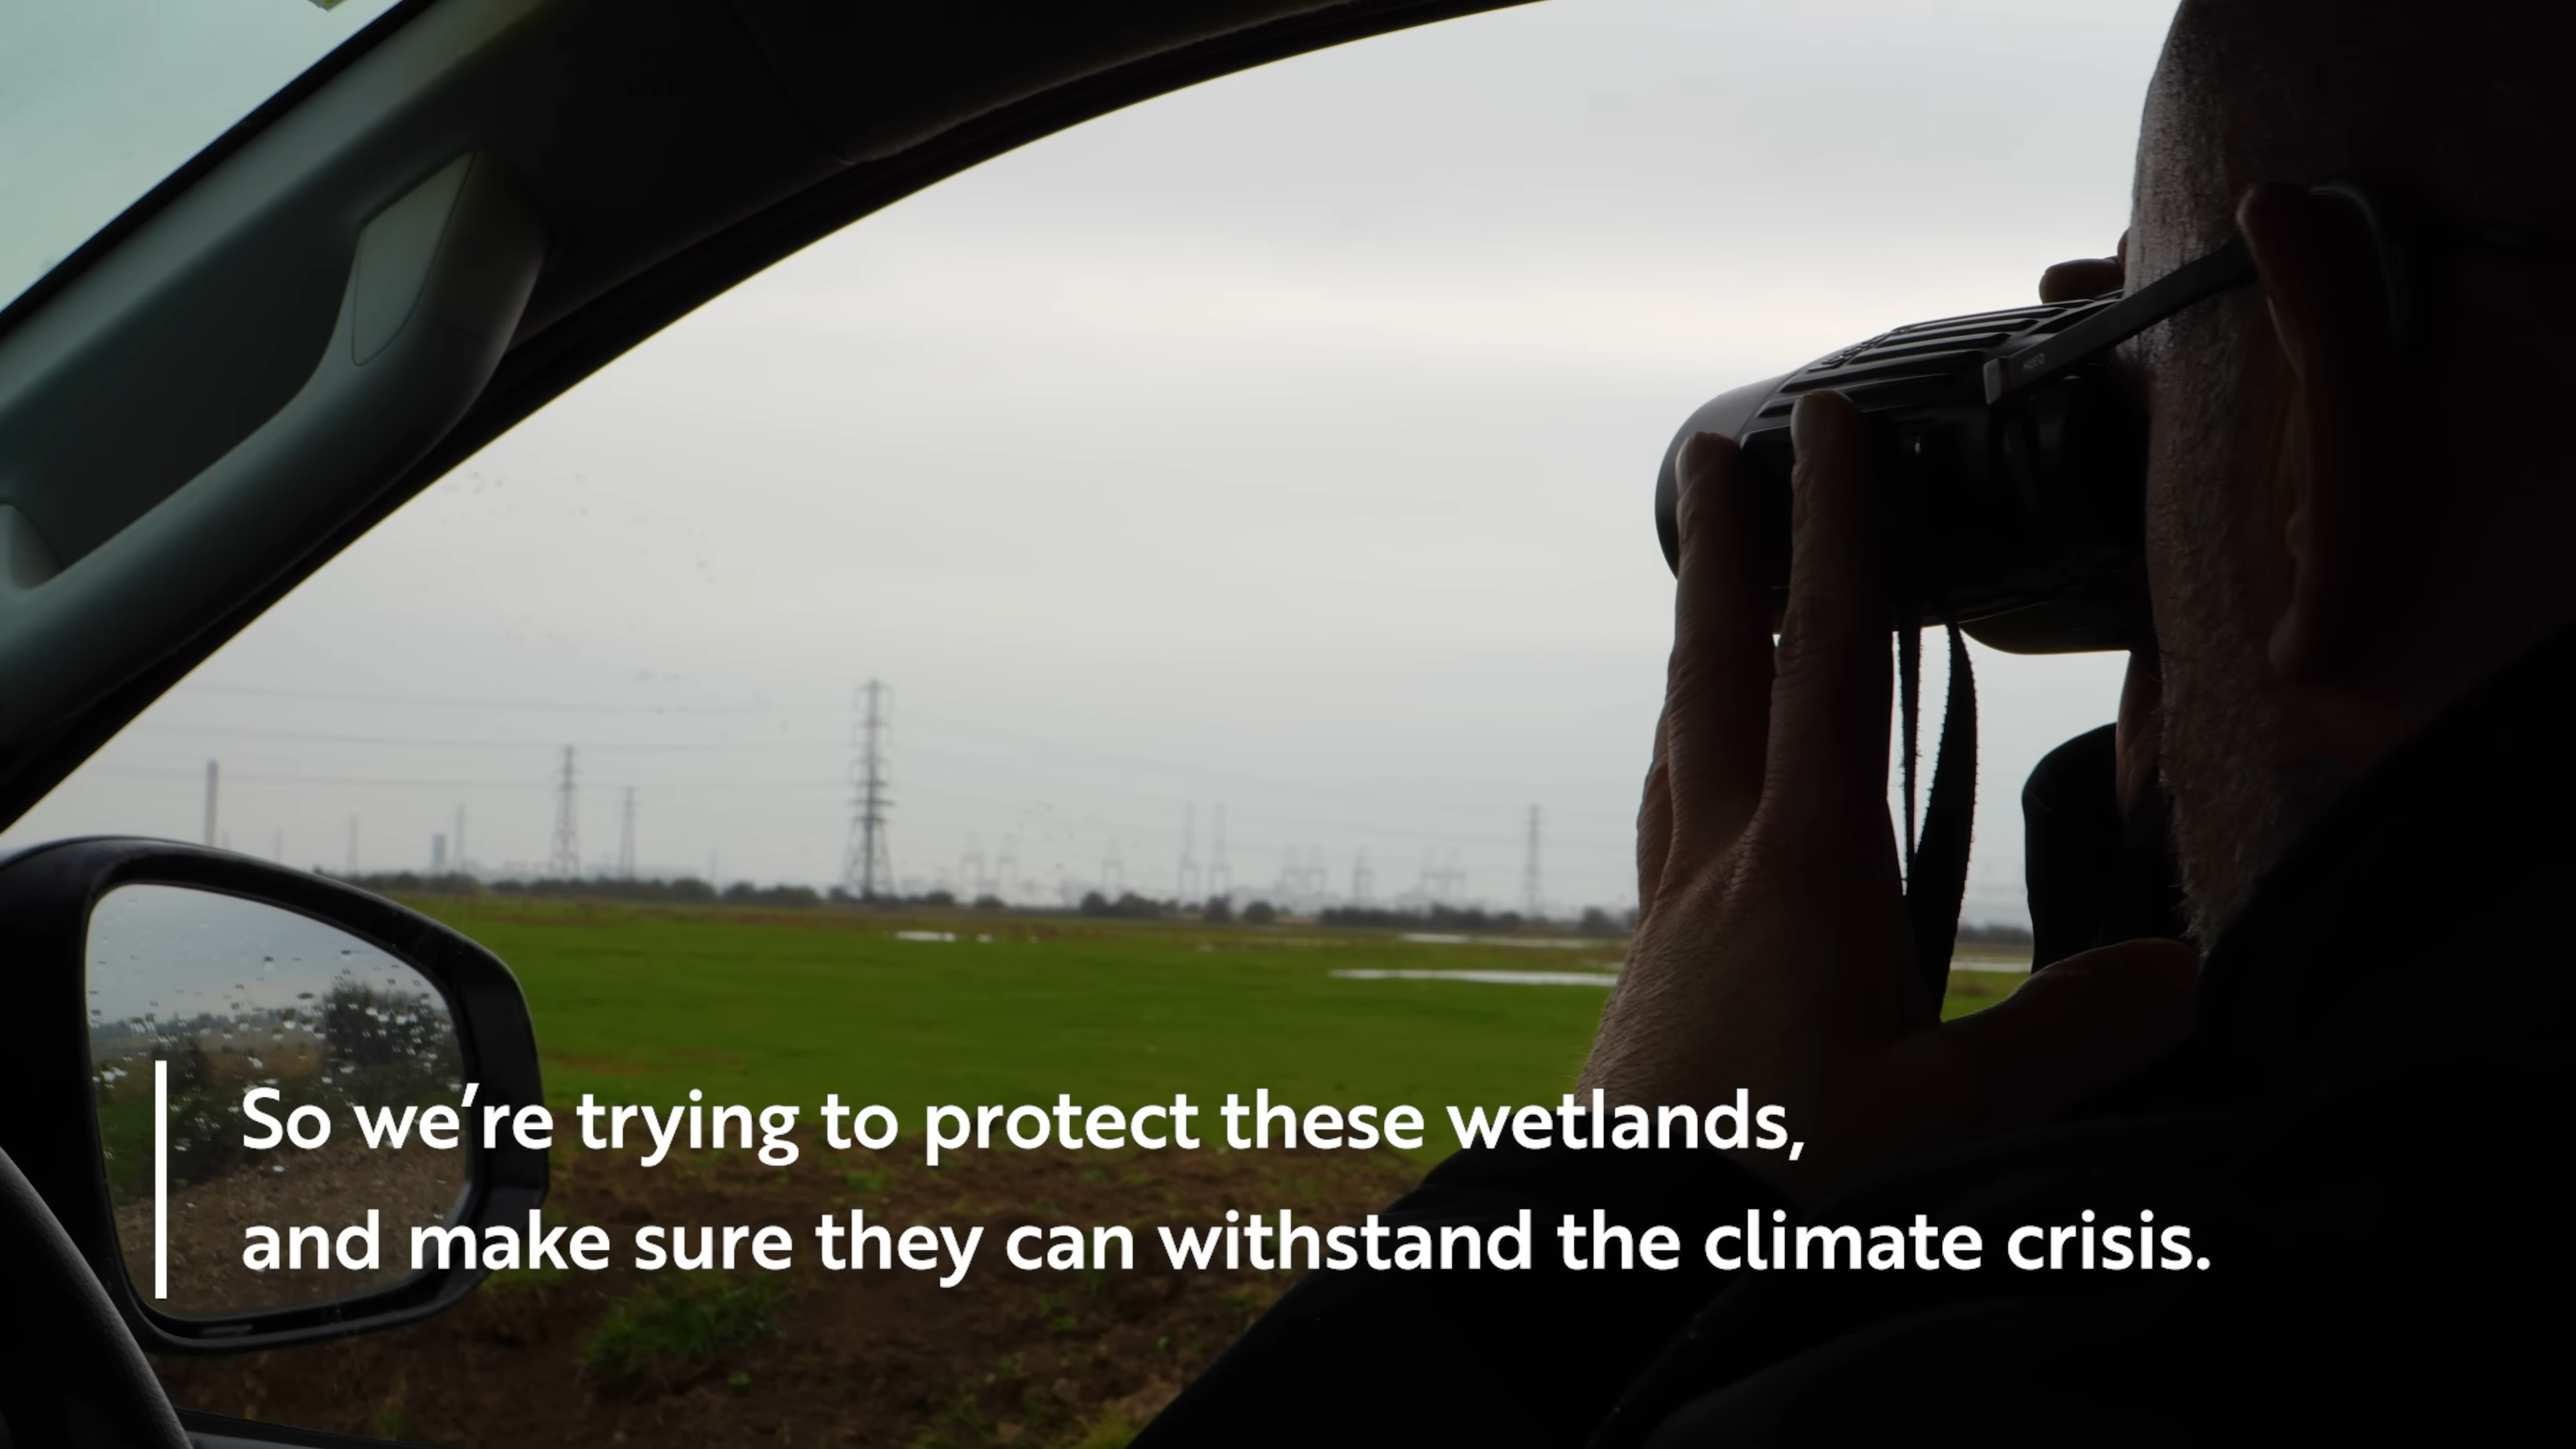 So we’re trying to protect these wetlands,
and make sure they can withstand the climate crisis.